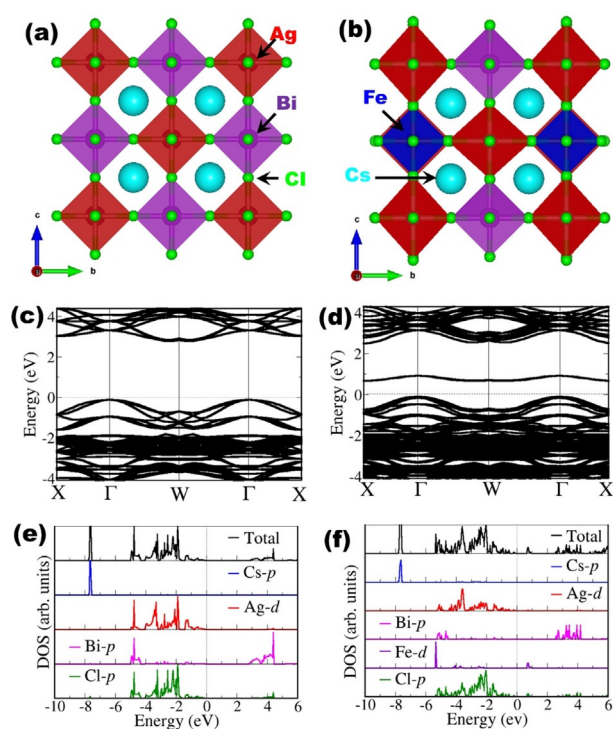 (a)
Ag
Bi
Cl
c
a
b
(b)
Fe
Cs
c
a
b
(c)
Energy (eV)
4
2
0
-2
-4
X Γ W Γ X
(d)
Energy (eV)
4
2
0
-2
-4
X Γ W Γ X
(e)
DOS (arb. units)
Total
Cs-p
Ag-d
Bi-p
Cl-p
-10 -8 -6 -4 -2 0 2 4 6
Energy (eV)
(f)
DOS (arb. units)
Total
Cs-p
Ag-d
Bi-p
Fe-d
Cl-p
-10 -8 -6 -4 -2 0 2 4 6
Energy (ev)